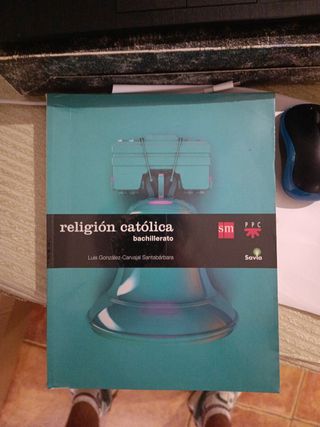 religión católica
bachillerato
Luis González-Carvajal Santabárbara
sm
PPC
Savia